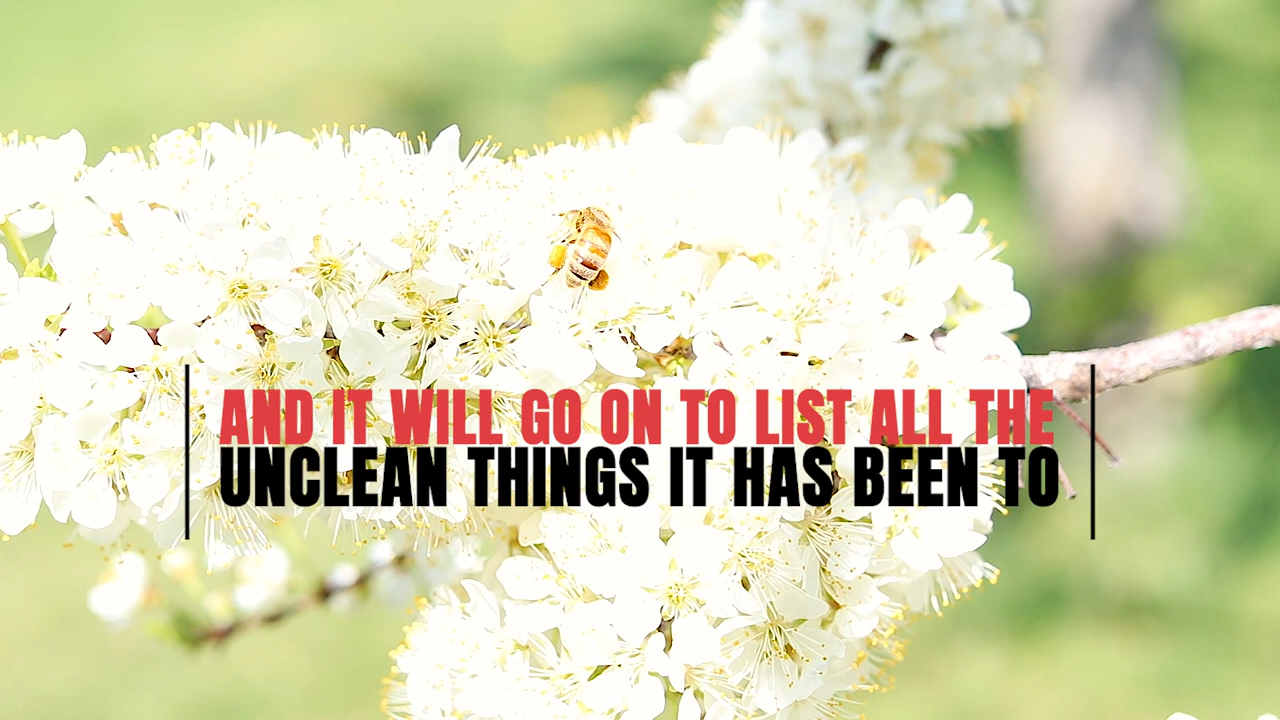 AND IT WILL GO ON TO LIST ALL THE
UNCLEAN THINGS IT HAS BEEN TO